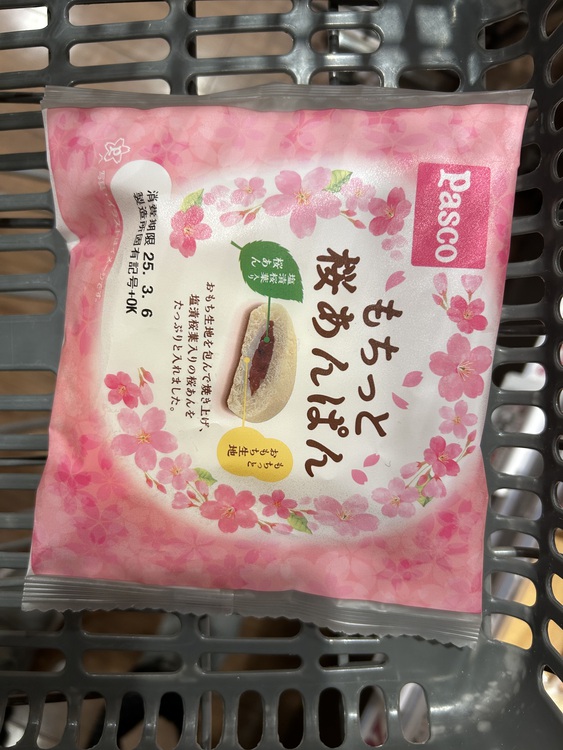 Pasco
もちっと
桜あんぱん
塩漬桜葉入り
桜あん
もちっと
おもち生地
おもち生地を包んで焼き上げ、
塩漬桜葉入りの桜あんを
たっぷりと入れました。
消費期限 25. 3. 6
製造所固有記号+OK